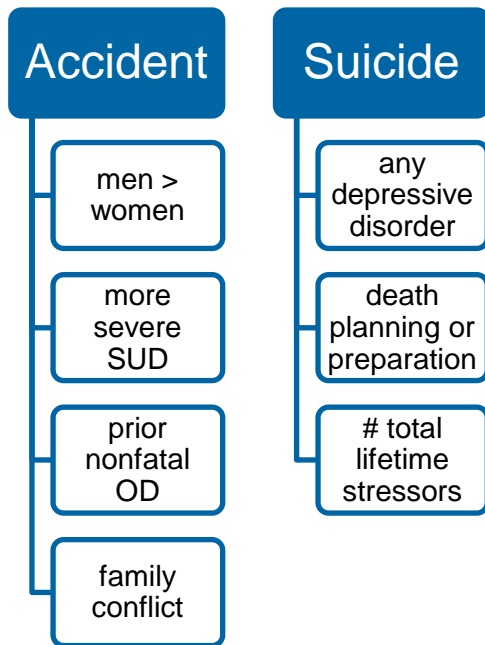 Accident
men >
women
more
severe
SUD
prior
nonfatal
OD
family
conflict
Suicide
any
depressive
disorder
death
planning or
preparation
# total
lifetime
stressors